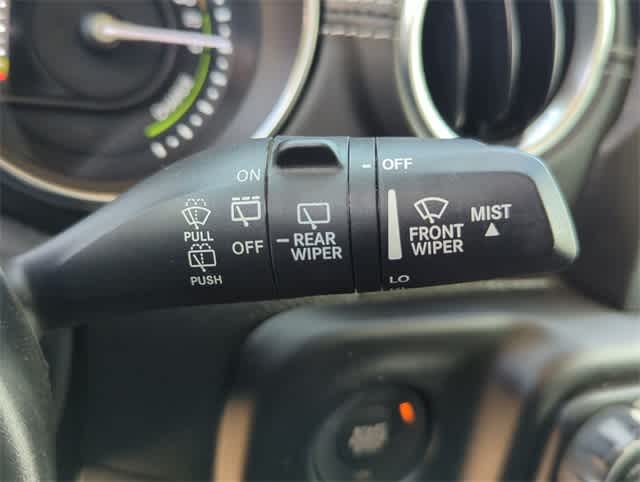 ON
OFF
PULL
PUSH
REAR
WIPER
OFF
FRONT
WIPER
LO
MIST